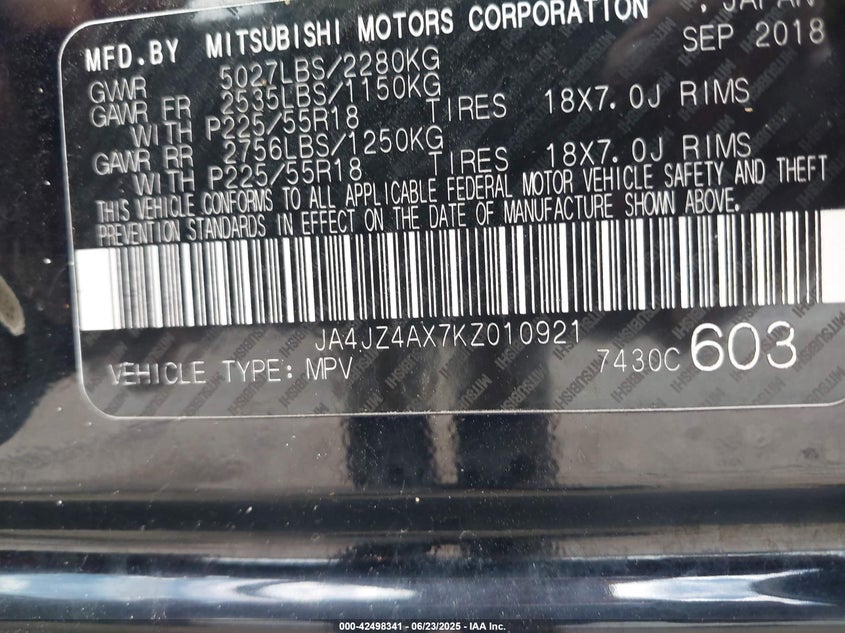 MFD.BY MITSUBISHI MOTORS CORPORATION , JAPAN
SEP 2018
GVWR 5027LBS/2280KG
GAWR FR 2535LBS/1150KG
WITH P225/55R18 TIRES 18X7.0J RIMS
GAWR RR 2756LBS/1250KG
WITH P225/55R18 TIRES 18X7.0J RIMS
THIS VEHICLE CONFORMS TO ALL APPLICABLE FEDERAL MOTOR VEHICLE SAFETY AND THEFT
PREVENTION STANDARDS IN EFFECT ON THE DATE OF MANUFACTURE SHOWN ABOVE.
JA4JZ4AX7KZ010921
VEHICLE TYPE: MPV 7430C 603
000-42498341 - 06/23/2025 - IAA Inc.